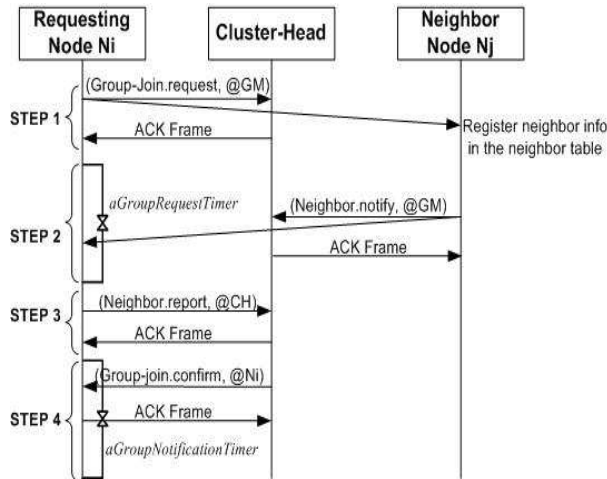 Requesting
Node Ni
Cluster-Head
Neighbor
Node Nj
(Group-Join.request, @GM)
STEP 1
ACK Frame
Register neighbor info
in the neighbor table
aGroupRequestTimer
(Neighbor.notify, @GM)
STEP 2
ACK Frame
(Neighbor.report, @CH)
STEP 3
ACK Frame
(Group-join.confirm, @Ni)
STEP 4
ACK Frame
aGroupNotificationTimer